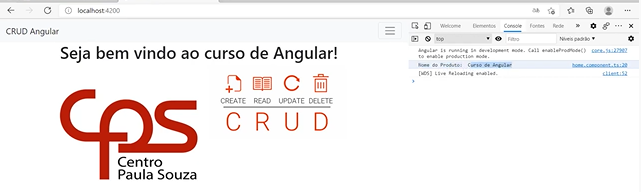 localhost:4200
CRUD Angular
Seja bem vindo ao curso de Angular!
CREATE READ UPDATE DELETE
CRUD
cps
Centro
Paula Souza
Welcome Elementos Console Fontes Rede
top Filtro Níveis padrão
Angular is running in development mode. Call enableProdMode() core.js:27907
to enable production mode.
Nome do Produto: Curso de Angular home.component.ts:20
[WDS] Live Reloading enabled. client:52